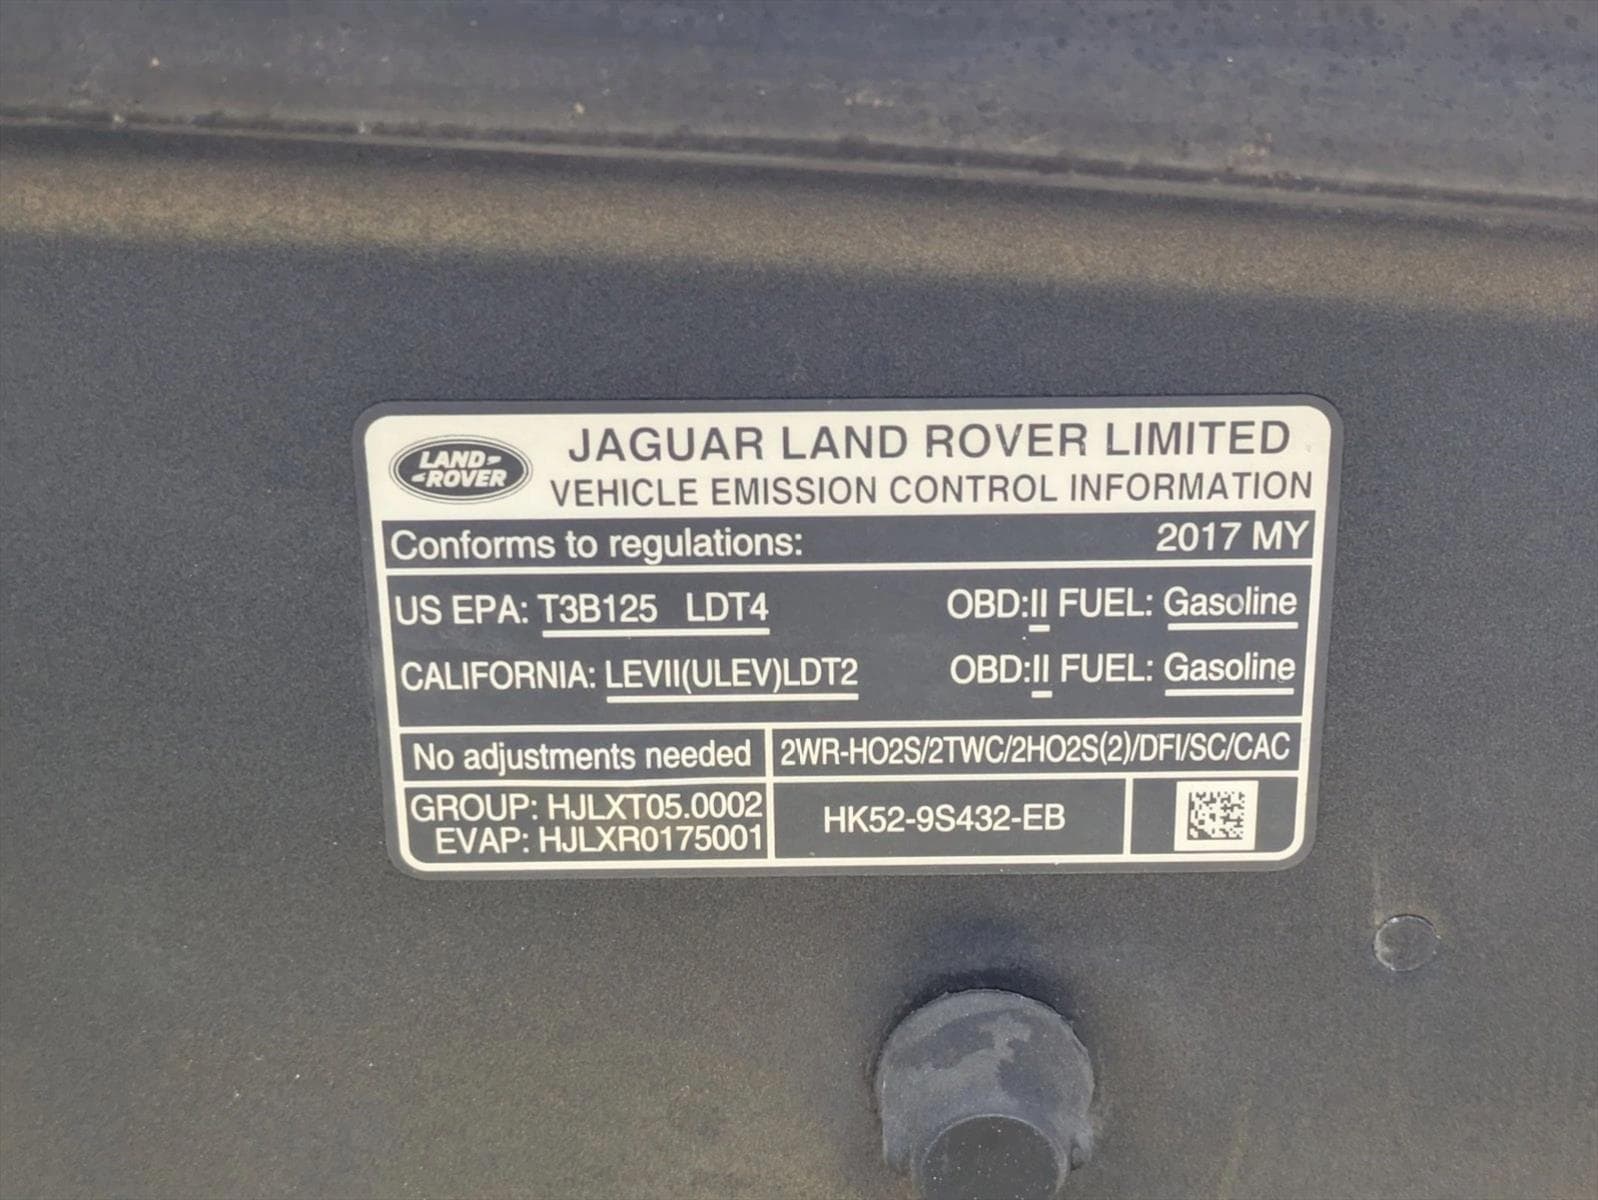 LAND ROVER
JAGUAR LAND ROVER LIMITED
VEHICLE EMISSION CONTROL INFORMATION
Conforms to regulations: 2017 MY
US EPA: T3B125 LDT4 OBD:II FUEL: Gasoline
CALIFORNIA: LEVII(ULEV)LDT2 OBD:II FUEL: Gasoline
No adjustments needed 2WR-HO2S/2TWC/2HO2S(2)/DFI/SC/CAC
GROUP: HJLXT05.0002
EVAP: HJLXR0175001
HK52-9S432-EB